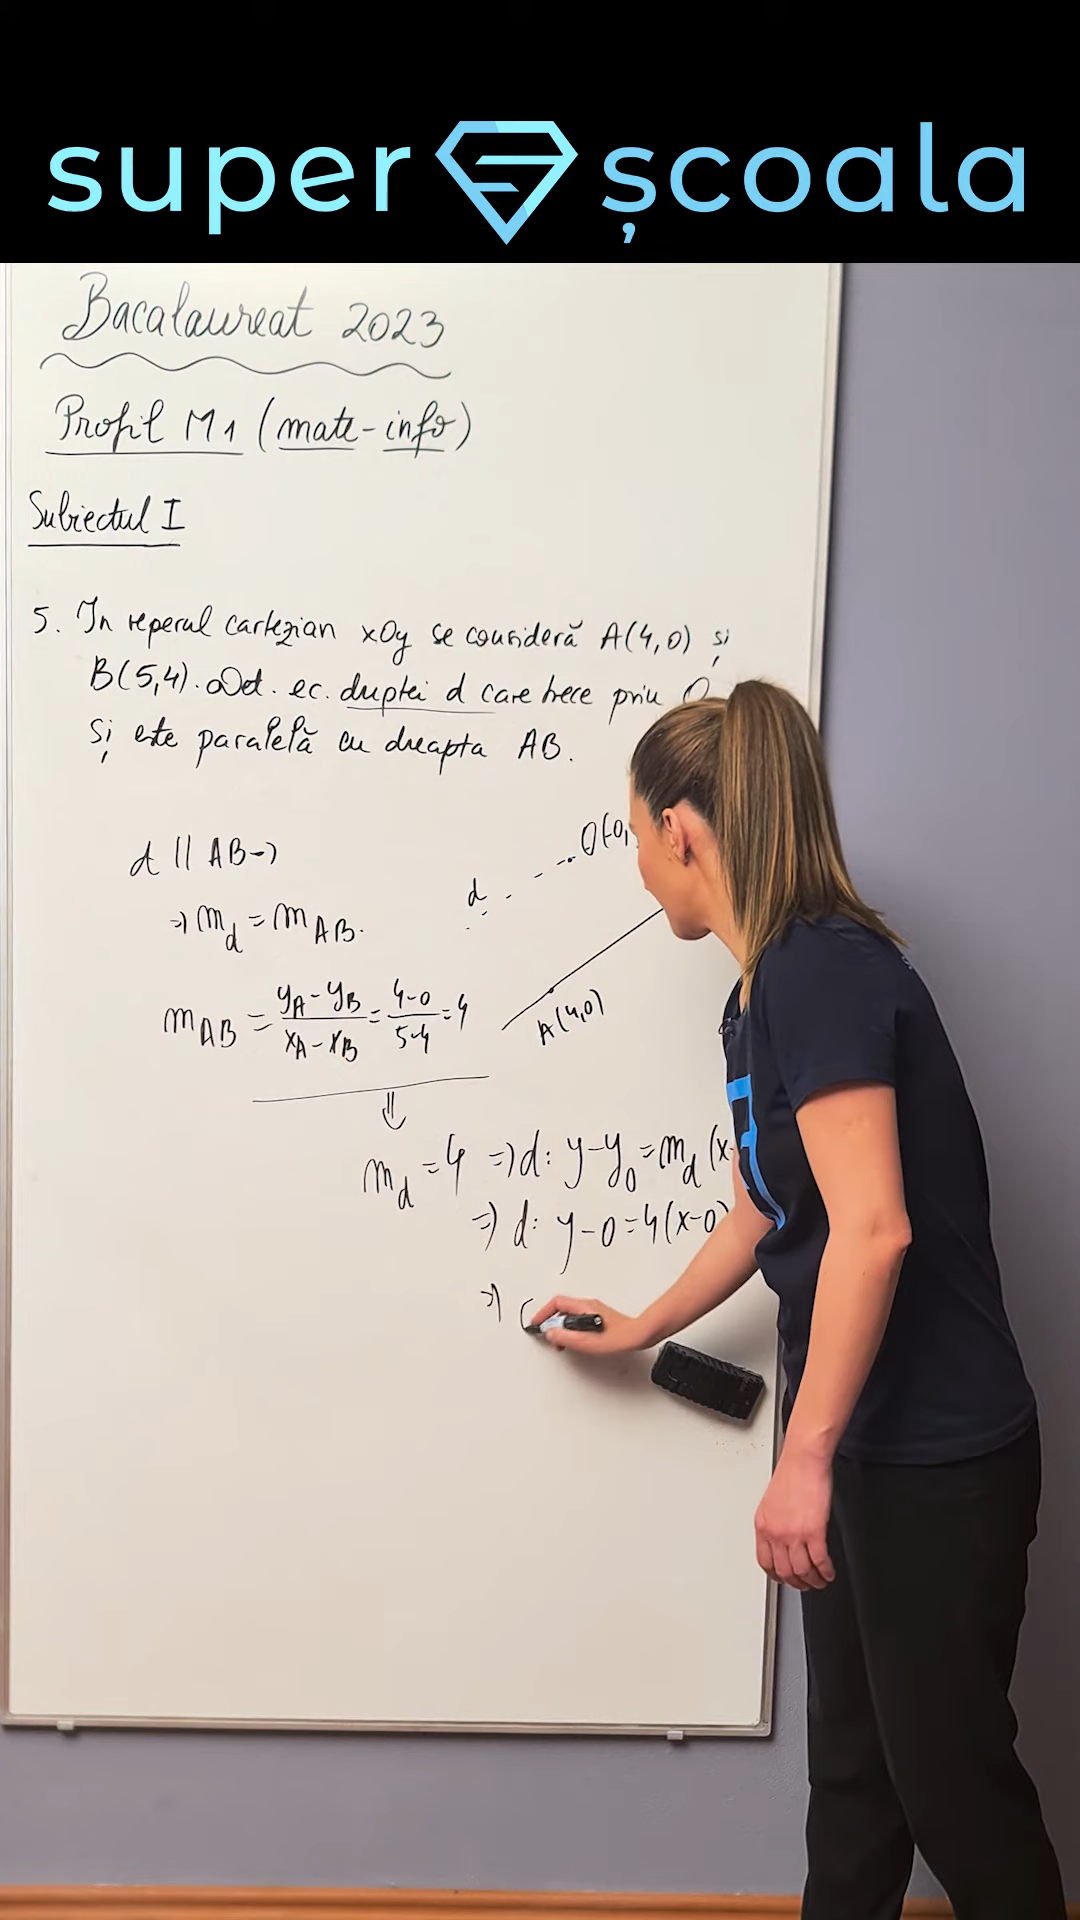 super școala
Bacalaureat 2023
Profil M1 (mate-info)
Subiectul I
5. În reperul cartezian xOy se consideră A(4,0) și
B(5,4). Det. ec. dreptei d care trece prin O
și este paralelă cu dreapta AB.
d || AB ⇒
⇒ m_d = m_AB.
O(0,
d
m_AB = (y_A - y_B)/(x_A - x_B) = (4-0)/(5-4) = 4
A(4,0)
⇓
m_d = 4 ⇒ d: y - y_0 = m_d (x-
⇒ d: y - 0 = 4(x-0)
⇒